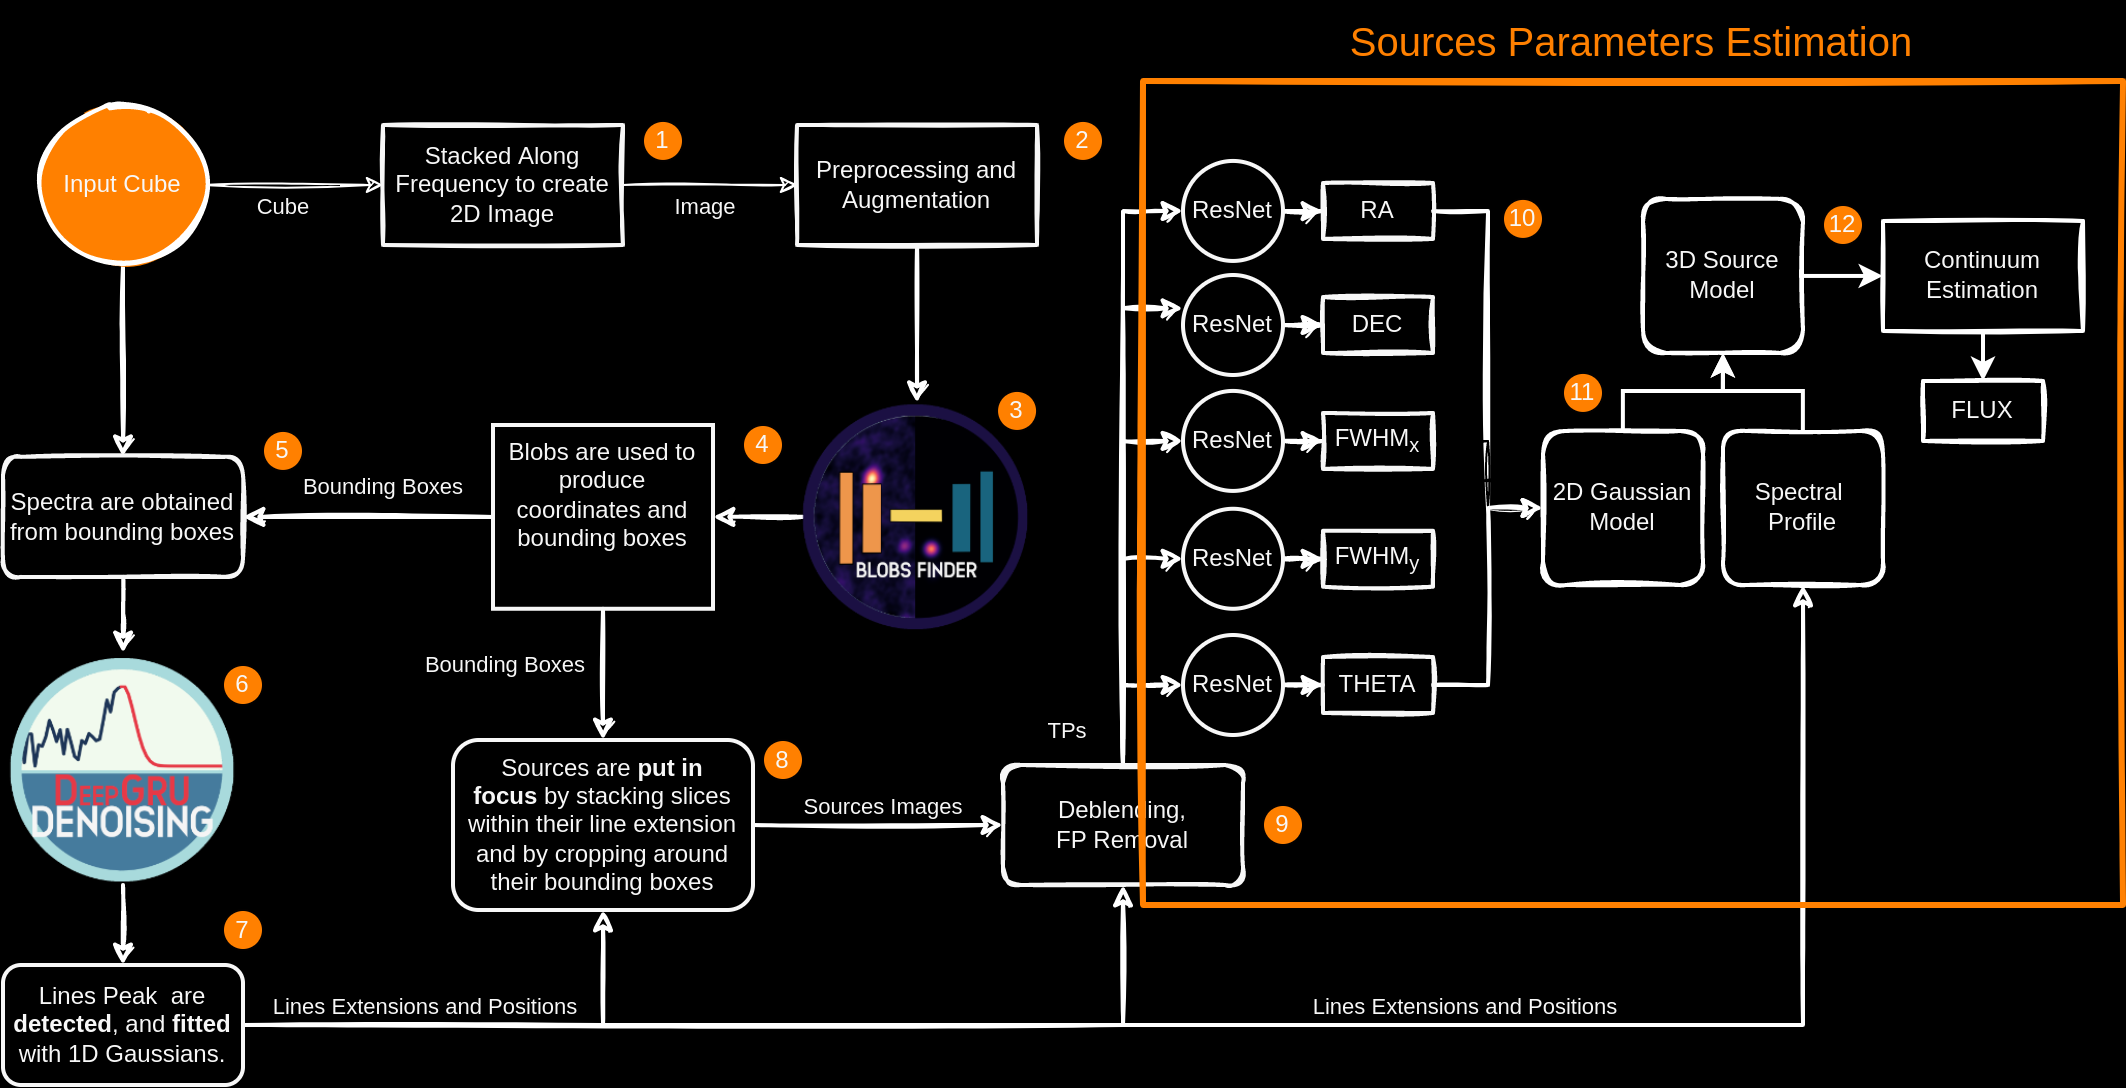 Sources Parameters Estimation
Input Cube
Cube
Stacked Along
Frequency to create
2D Image
1
Image
Preprocessing and
Augmentation
2
3
BLOBS FINDER
4
Blobs are used to
produce
coordinates and
bounding boxes
Bounding Boxes
5
Spectra are obtained
from bounding boxes
6
DEEPGRU
DENOISING
7
Lines Peak  are
detected, and fitted
with 1D Gaussians.
Lines Extensions and Positions
Bounding Boxes
8
Sources are put in
focus by stacking slices
within their line extension
and by cropping around
their bounding boxes
Sources Images
TPs
Deblending,
FP Removal
9
Lines Extensions and Positions
ResNet
RA
ResNet
DEC
ResNet
FWHMx
ResNet
FWHMy
ResNet
THETA
10
11
2D Gaussian
Model
Spectral
Profile
3D Source
Model
12
Continuum
Estimation
FLUX